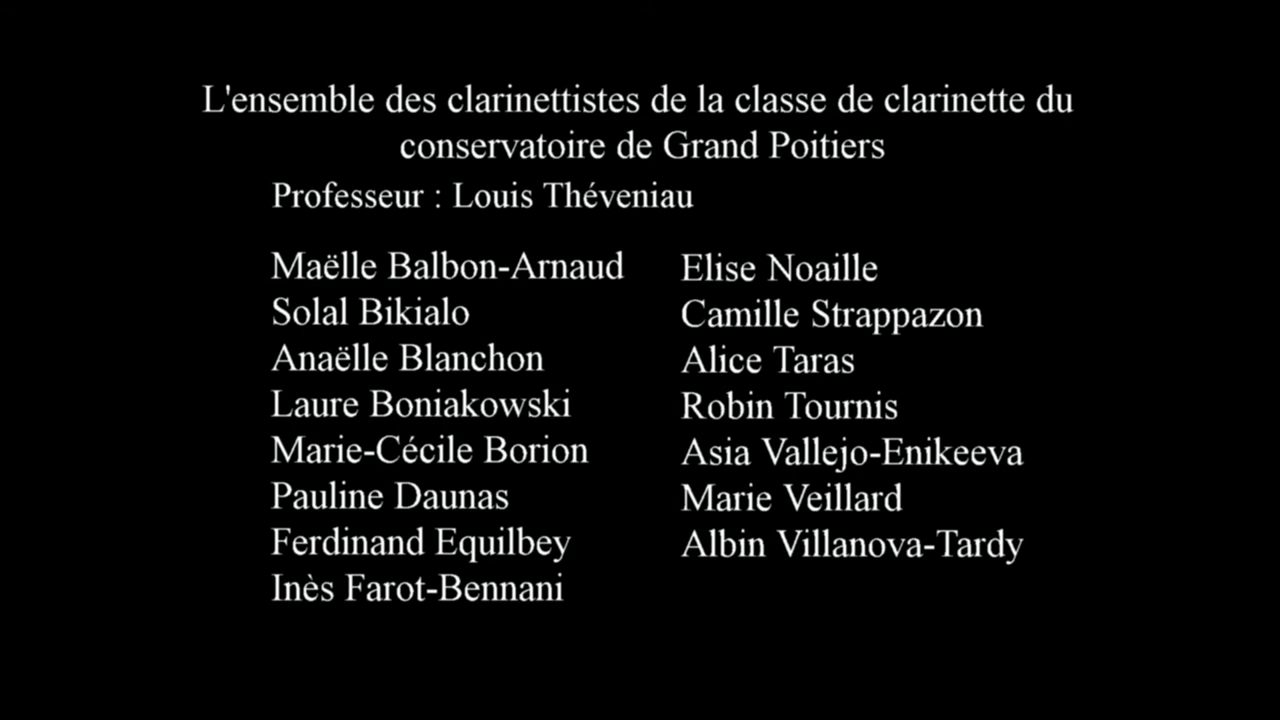 L'ensemble des clarinettistes de la classe de clarinette du
conservatoire de Grand Poitiers
Professeur : Louis Théveniau
Maëlle Balbon-Arnaud
Solal Bikialo
Anaëlle Blanchon
Laure Boniakowski
Marie-Cécile Borion
Pauline Daunas
Ferdinand Equilbey
Inès Farot-Bennani
Elise Noaille
Camille Strappazon
Alice Taras
Robin Tournis
Asia Vallejo-Enikeeva
Marie Veillard
Albin Villanova-Tardy